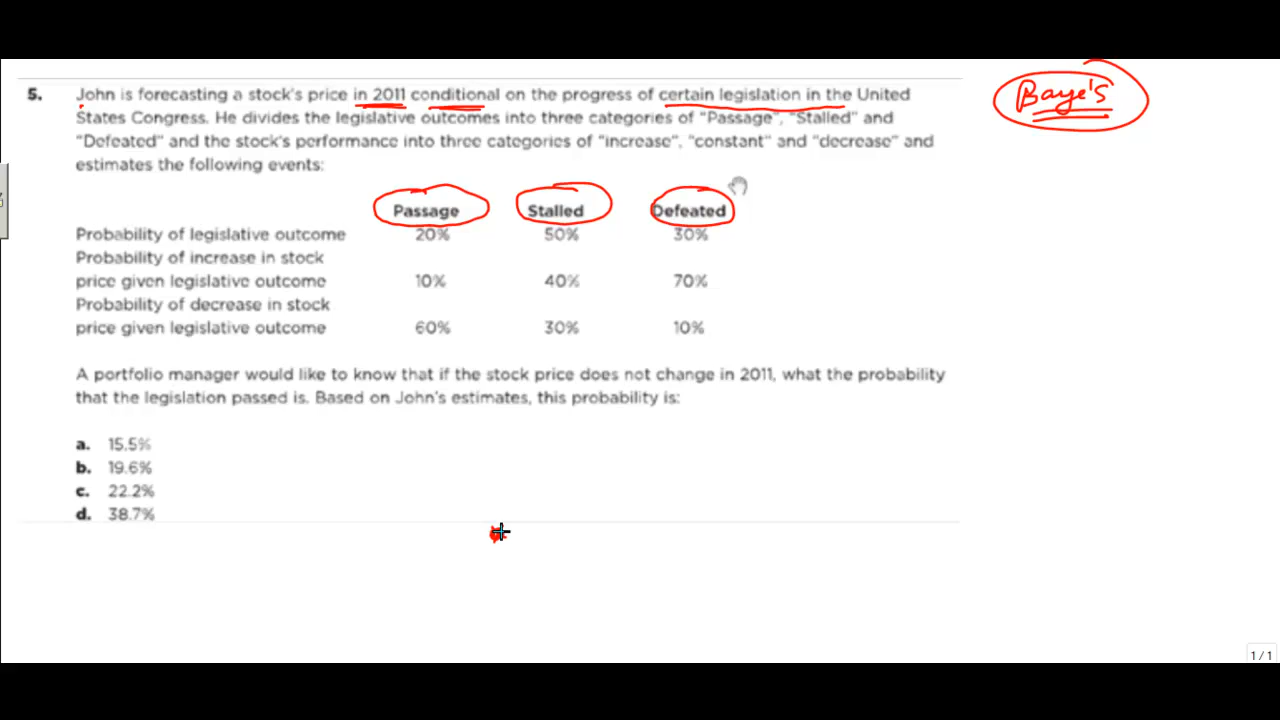 Baye's
5. John is forecasting a stock's price in 2011 conditional on the progress of certain legislation in the United
States Congress. He divides the legislative outcomes into three categories of "Passage", "Stalled" and
"Defeated" and the stock's performance into three categories of "increase", "constant" and "decrease" and
estimates the following events:
Passage Stalled Defeated
Probability of legislative outcome 20% 50% 30%
Probability of increase in stock
price given legislative outcome 10% 40% 70%
Probability of decrease in stock
price given legislative outcome 60% 30% 10%
A portfolio manager would like to know that if the stock price does not change in 2011, what the probability
that the legislation passed is. Based on John's estimates, this probability is:
a. 15.5%
b. 19.6%
c. 22.2%
d. 38.7%
1 / 1